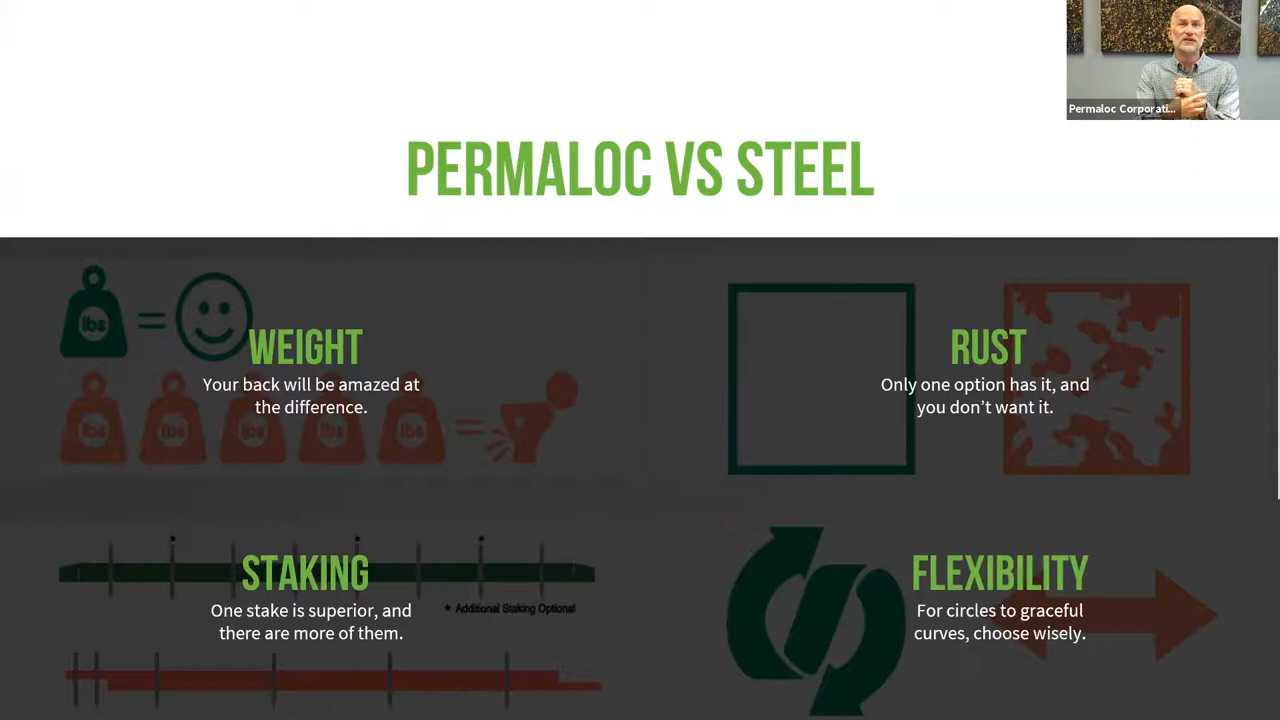 Permaloc Corporati...
PERMALOC VS STEEL
lbs
WEIGHT
Your back will be amazed at
the difference.
lbs lbs lbs lbs lbs
RUST
Only one option has it, and
you don't want it.
STAKING
One stake is superior, and
there are more of them.
* Additional Staking Optional
FLEXIBILITY
For circles to graceful
curves, choose wisely.